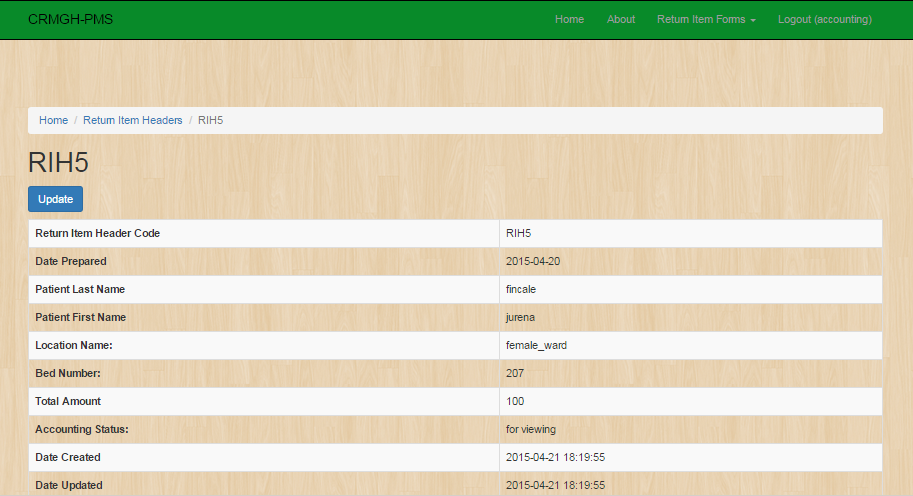 CRMGH-PMS Home About Return Item Forms Logout (accounting)
Home / Return Item Headers / RIH5
RIH5
Update
Return Item Header Code RIH5
Date Prepared 2015-04-20
Patient Last Name fincale
Patient First Name jurena
Location Name: female_ward
Bed Number: 207
Total Amount 100
Accounting Status: for viewing
Date Created 2015-04-21 18:19:55
Date Updated 2015-04-21 18:19:55